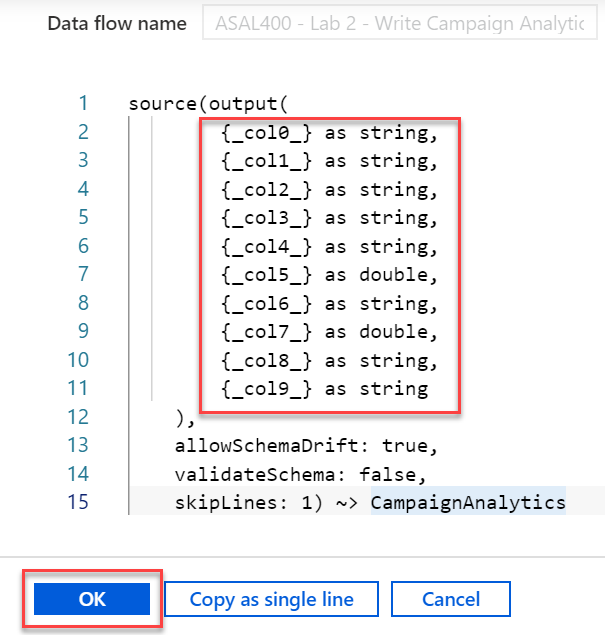 Data flow name ASAL400 - Lab 2 - Write Campaign Analytic
1 source(output(
2 {_col0_} as string,
3 {_col1_} as string,
4 {_col2_} as string,
5 {_col3_} as string,
6 {_col4_} as string,
7 {_col5_} as double,
8 {_col6_} as string,
9 {_col7_} as double,
10 {_col8_} as string,
11 {_col9_} as string
12 ),
13 allowSchemaDrift: true,
14 validateSchema: false,
15 skipLines: 1) ~> CampaignAnalytics
OK Copy as single line Cancel